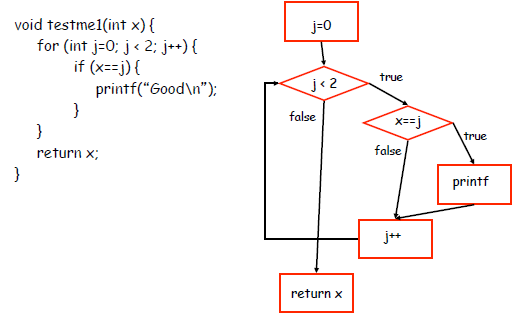 void testme1(int x) {
for (int j=0; j < 2; j++) {
if (x==j) {
printf(“Good\n”);
}
}
return x;
}
j=0
j < 2
true
false
x==j
true
false
printf
j++
return x